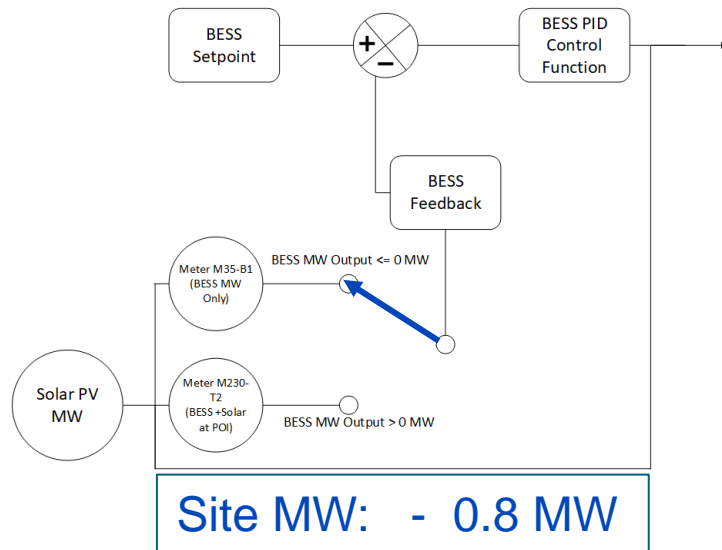 BESS
Setpoint
+
−
BESS PID
Control
Function
BESS
Feedback
Meter M35-B1
(BESS MW
Only)
BESS MW Output <= 0 MW
Solar PV
MW
Meter M230-
T2
(BESS +Solar
at POI)
BESS MW Output > 0 MW
Site MW: - 0.8 MW